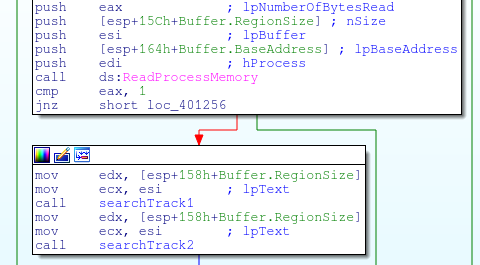 push    eax             ; lpNumberOfBytesRead
push    [esp+15Ch+Buffer.RegionSize] ; nSize
push    esi             ; lpBuffer
push    [esp+164h+Buffer.BaseAddress] ; lpBaseAddress
push    edi             ; hProcess
call    ds:ReadProcessMemory
cmp     eax, 1
jnz     short loc_401256
mov     edx, [esp+158h+Buffer.RegionSize]
mov     ecx, esi        ; lpText
call    searchTrack1
mov     edx, [esp+158h+Buffer.RegionSize]
mov     ecx, esi        ; lpText
call    searchTrack2